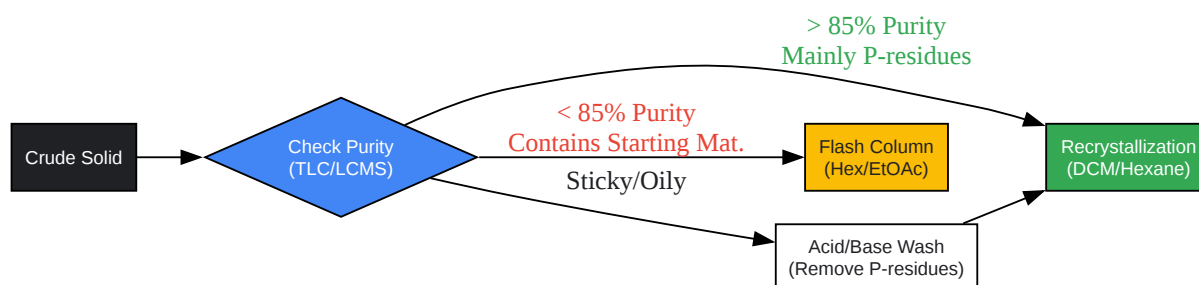 > 85% Purity
Mainly P-residues
< 85% Purity
Contains Starting Mat.
Crude Solid
Check Purity
(TLC/LCMS)
Flash Column
(Hex/EtOAc)
Recrystallization
(DCM/Hexane)
Sticky/Oily
Acid/Base Wash
(Remove P-residues)